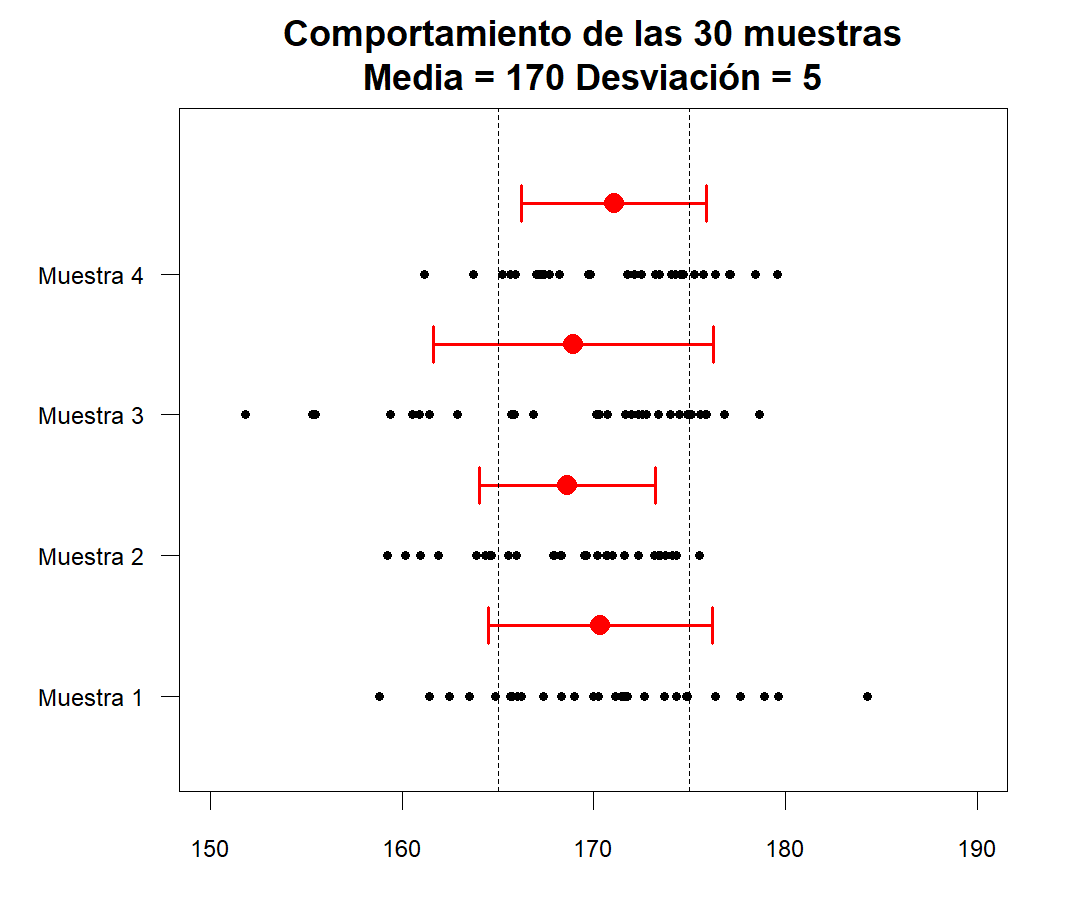 Comportamiento de las 30 muestras
Media = 170 Desviación = 5
Muestra 4
Muestra 3
Muestra 2
Muestra 1
150 160 170 180 190